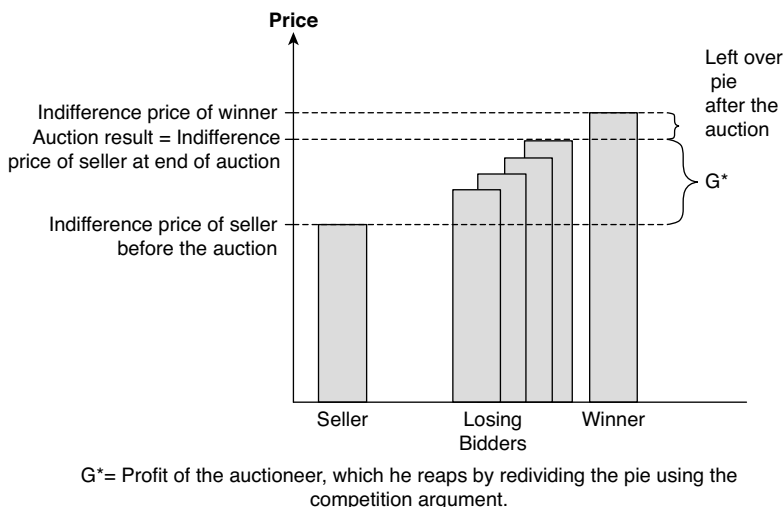 Price
Left over
pie
after the
auction
Indifference price of winner
Auction result = Indifference
price of seller at end of auction
G*
Indifference price of seller
before the auction
Seller
Losing
Bidders
Winner
G*= Profit of the auctioneer, which he reaps by redividing the pie using the
competition argument.